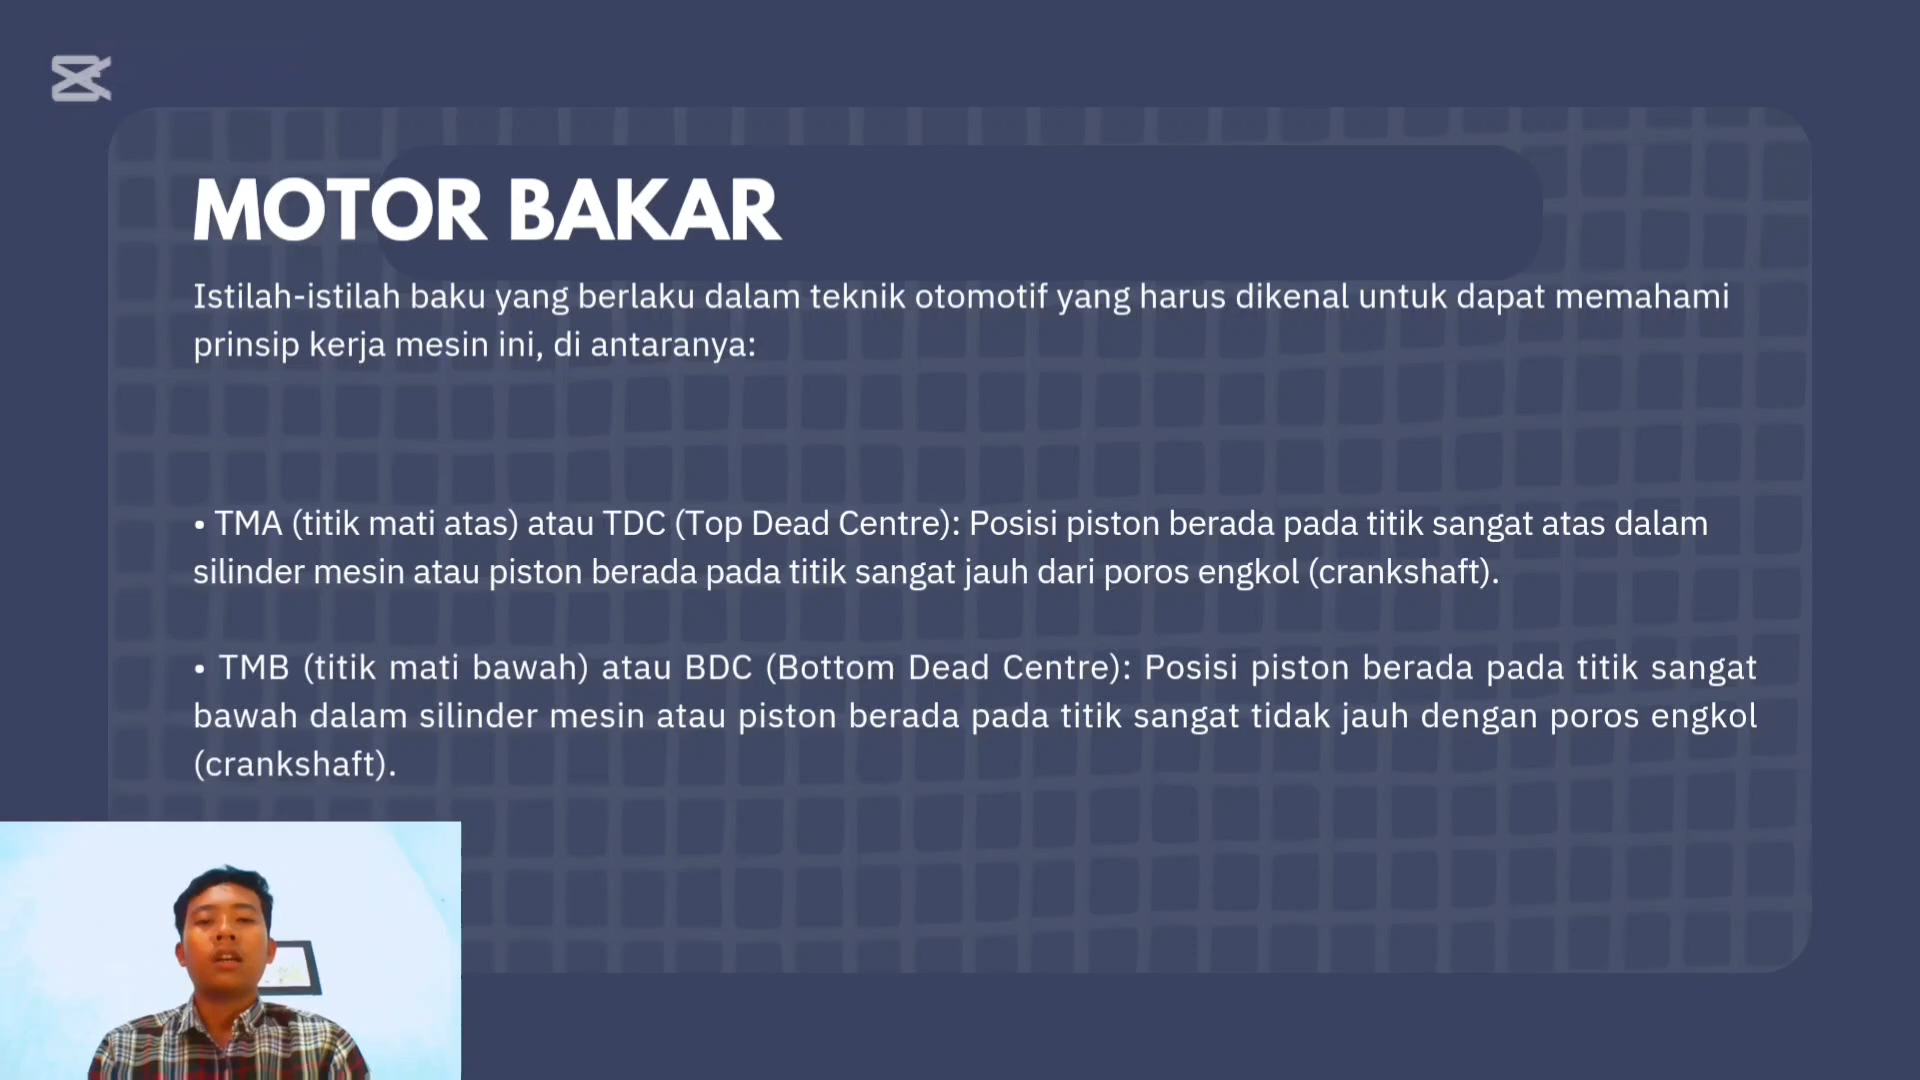 MOTOR BAKAR
Istilah-istilah baku yang berlaku dalam teknik otomotif yang harus dikenal untuk dapat memahami
prinsip kerja mesin ini, di antaranya:
• TMA (titik mati atas) atau TDC (Top Dead Centre): Posisi piston berada pada titik sangat atas dalam
silinder mesin atau piston berada pada titik sangat jauh dari poros engkol (crankshaft).
• TMB (titik mati bawah) atau BDC (Bottom Dead Centre): Posisi piston berada pada titik sangat
bawah dalam silinder mesin atau piston berada pada titik sangat tidak jauh dengan poros engkol
(crankshaft).